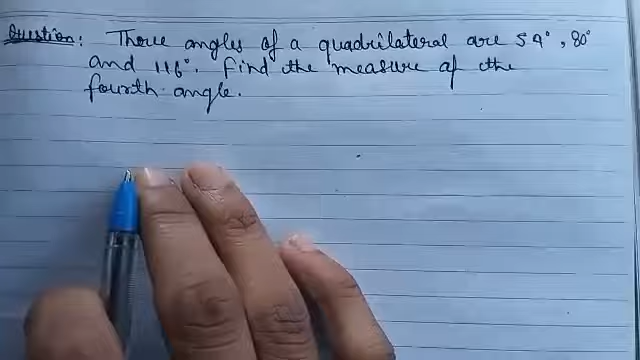 Question: Three angles of a quadrilateral are 54°, 80°
and 116°. Find the measure of the
fourth angle.